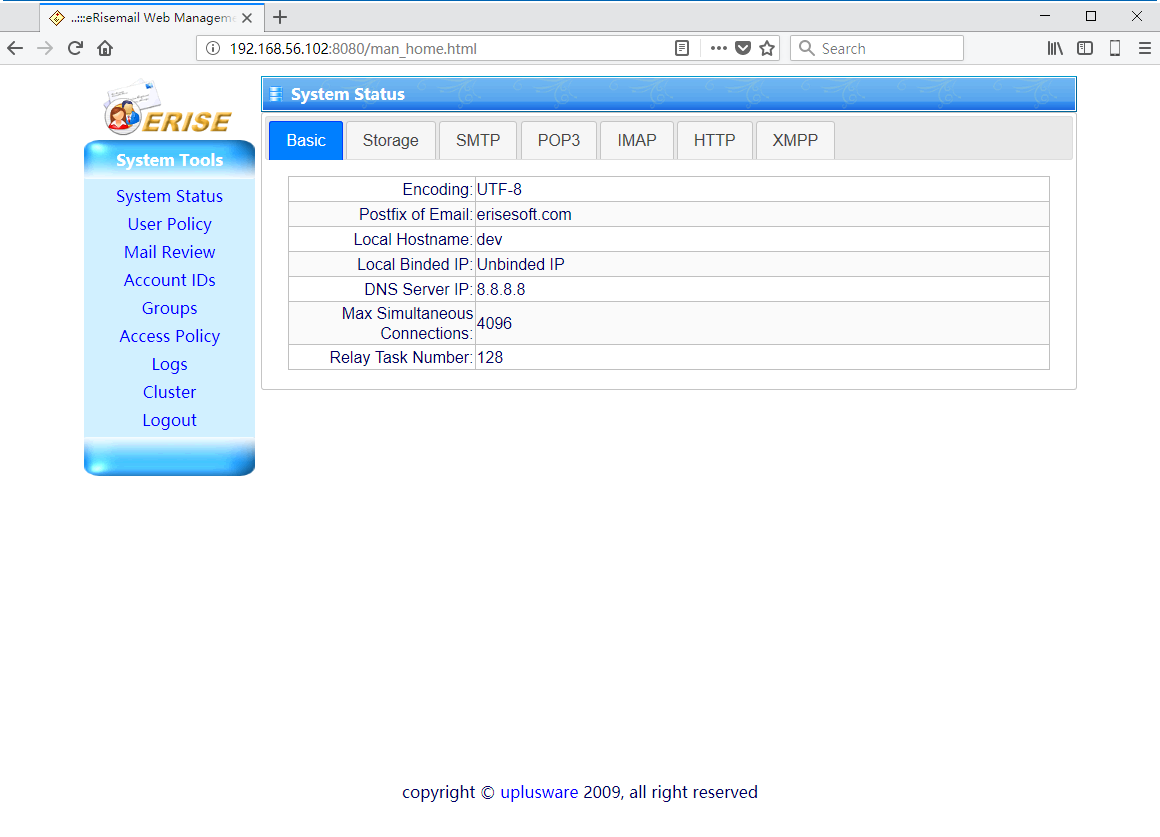 ..:::eRisemail Web Managem
192.168.56.102:8080/man_home.html
Search
ERISE
System Tools
System Status
User Policy
Mail Review
Account IDs
Groups
Access Policy
Logs
Cluster
Logout
System Status
Basic Storage SMTP POP3 IMAP HTTP XMPP
Encoding: UTF-8
Postfix of Email: erisesoft.com
Local Hostname: dev
Local Binded IP: Unbinded IP
DNS Server IP: 8.8.8.8
Max Simultaneous
Connections: 4096
Relay Task Number: 128
copyright © uplusware 2009, all right reserved